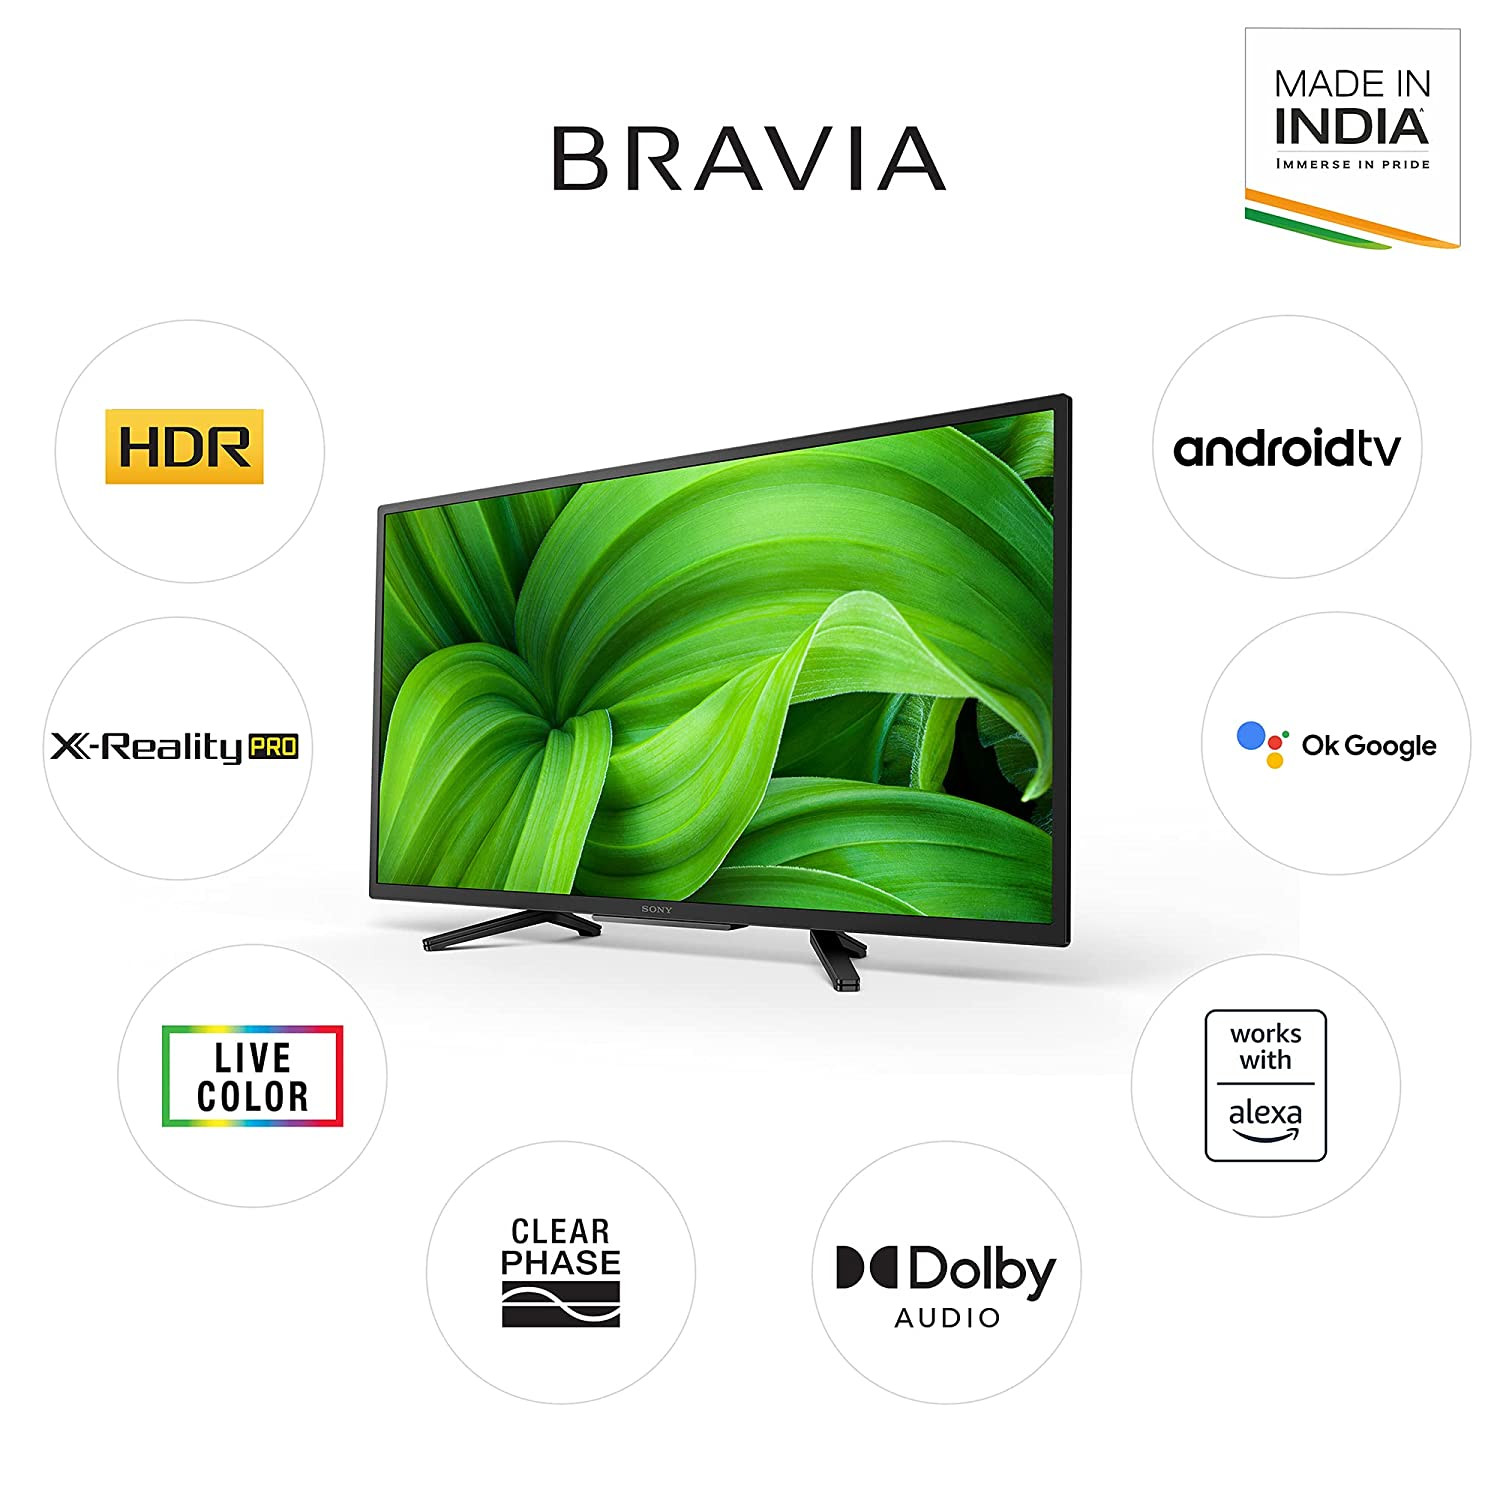 BRAVIA
MADE IN
INDIA^
IMMERSE IN PRIDE
HDR
androidtv
X-Reality PRO
Ok Google
SONY
LIVE
COLOR
works
with
alexa
CLEAR
PHASE
Dolby
AUDIO